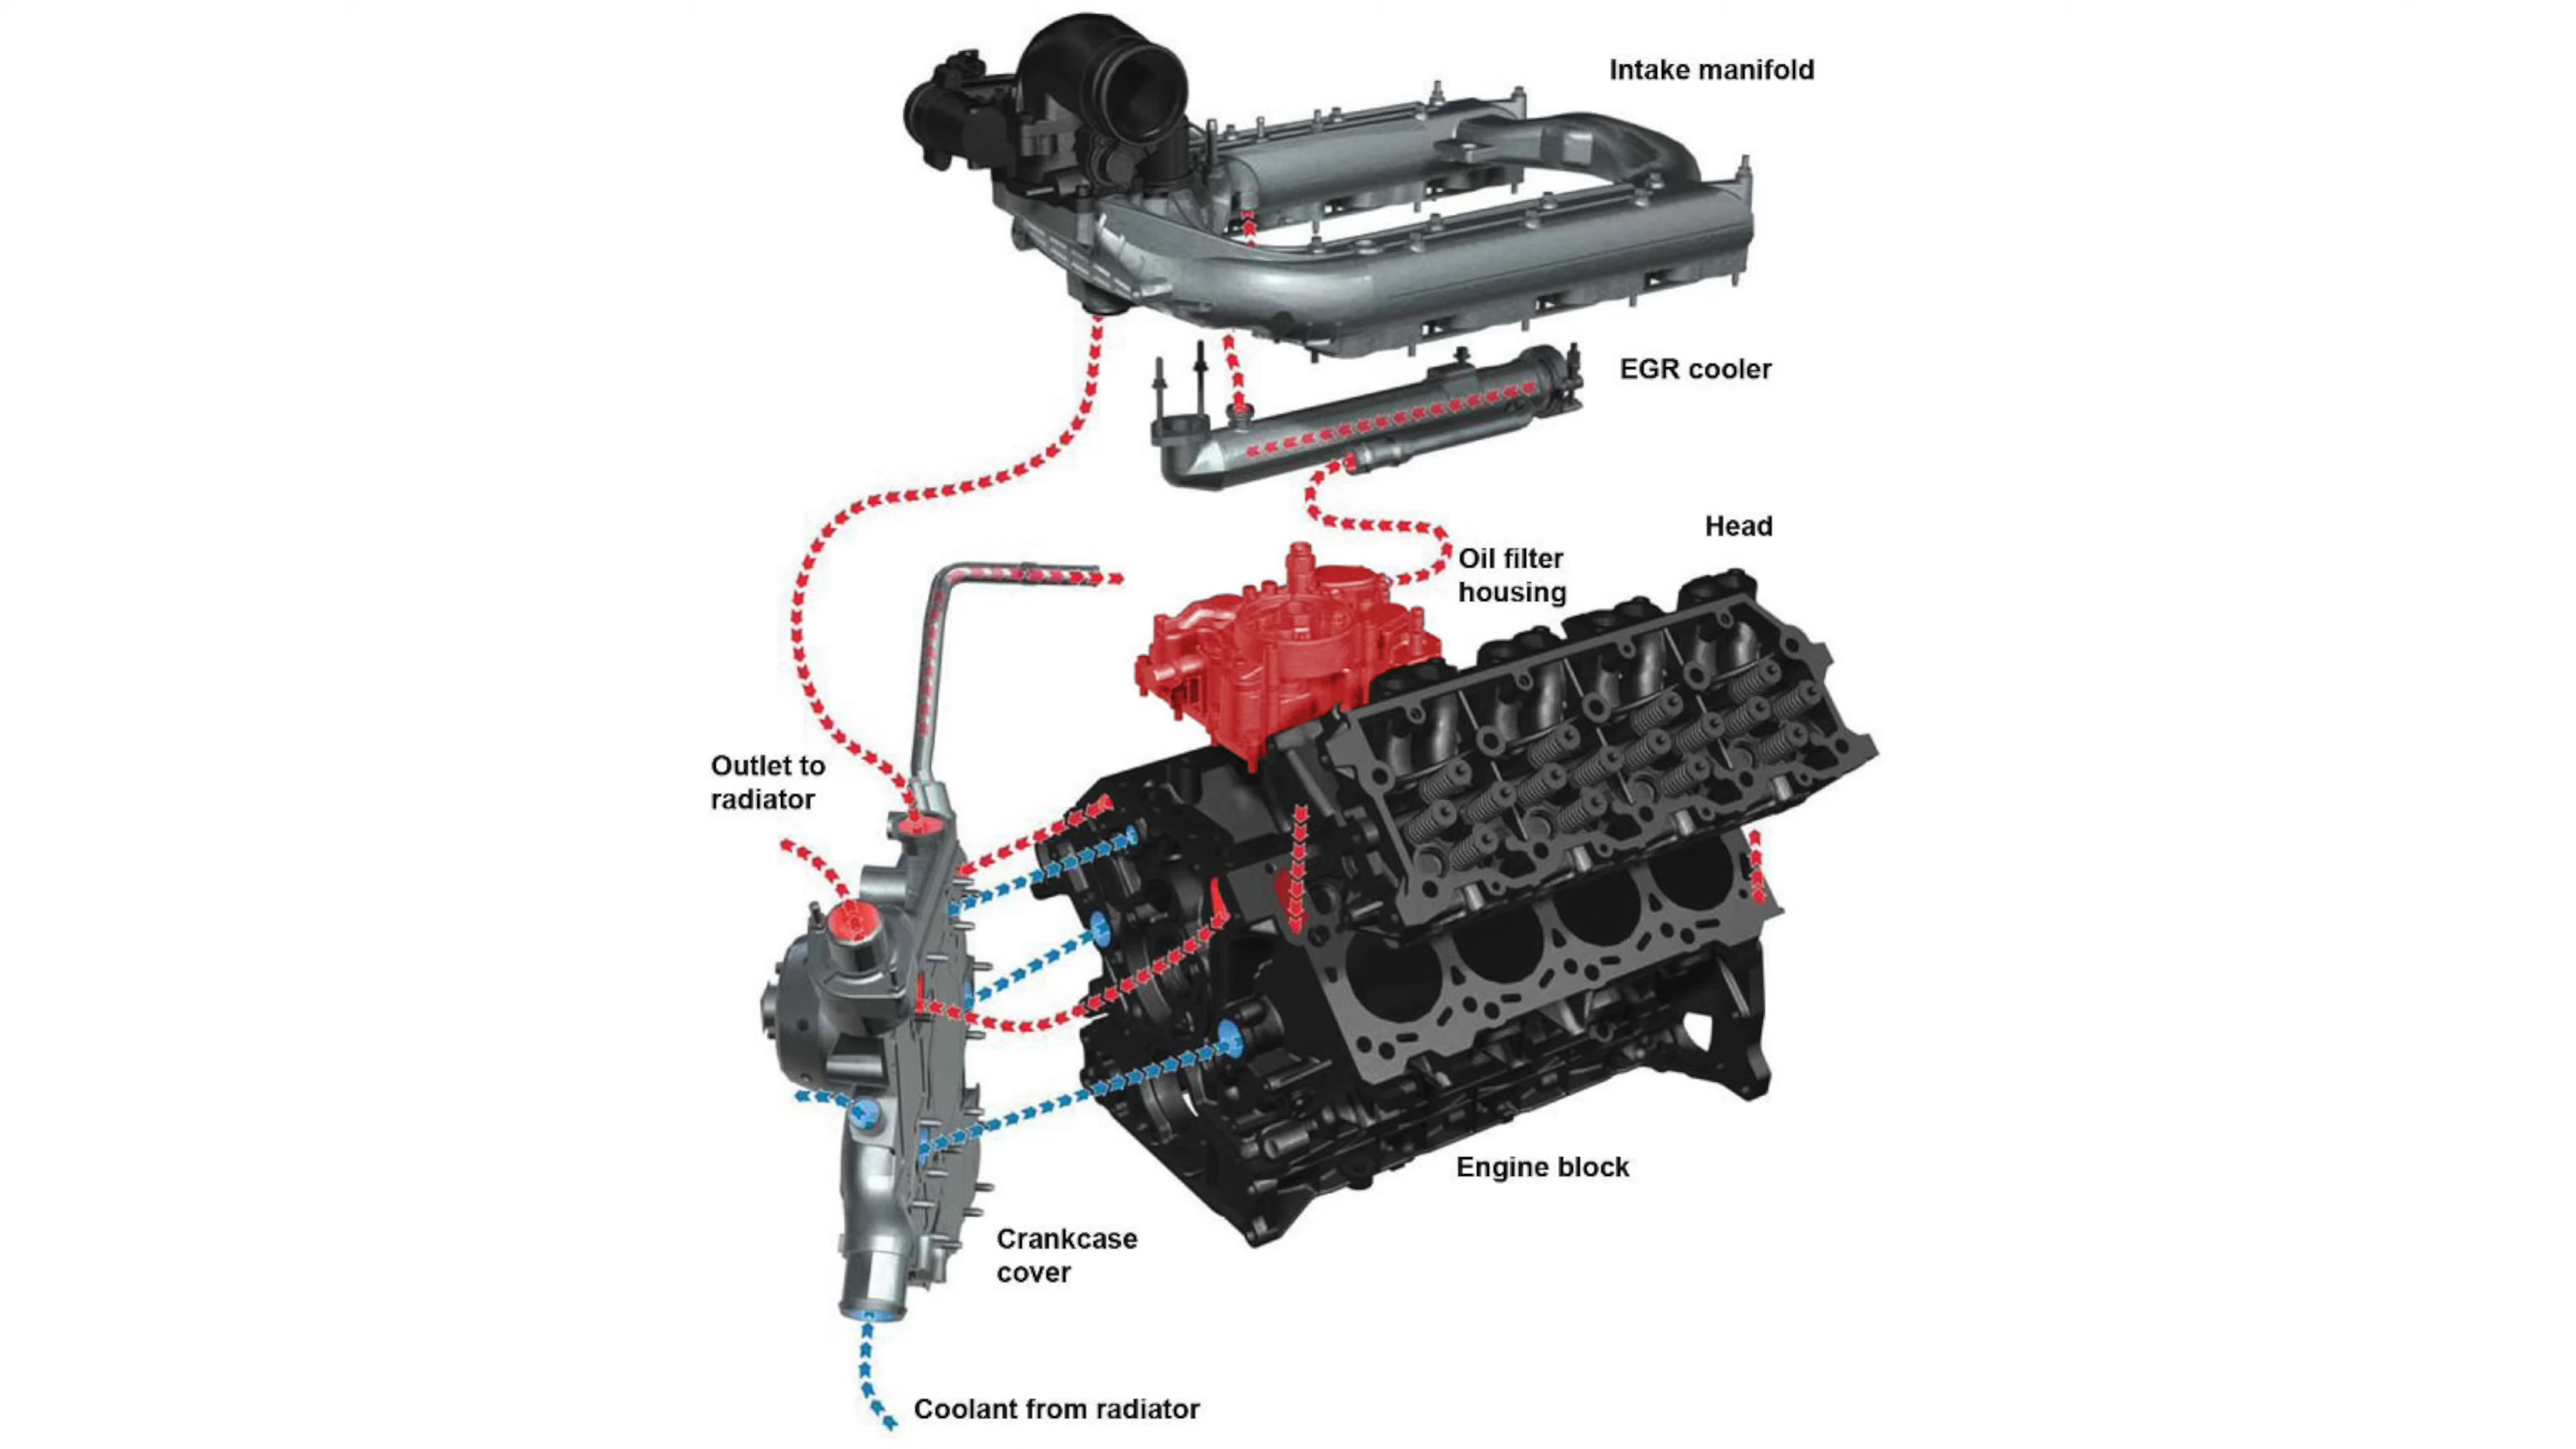 Intake manifold
EGR cooler
Head
Oil filter
housing
Outlet to
radiator
Engine block
Crankcase
cover
Coolant from radiator